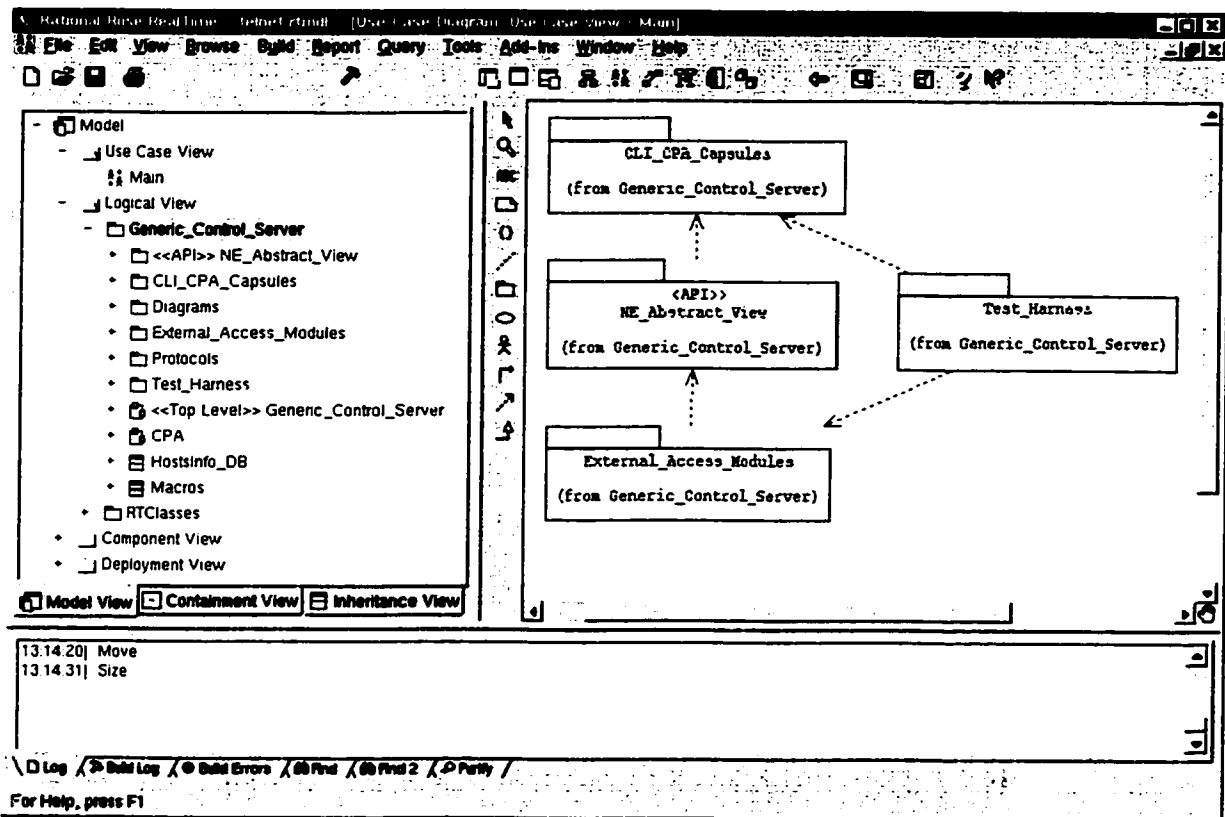 Rational Rose RealTime - telnet.rtmdl - [Use Case Diagram: Use Case View / Main]
File Edit View Browse Build Report Query Tools Add-Ins Window Help
Model
Use Case View
Main
Logical View
Generic_Control_Server
<<API>> NE_Abstract_View
CLI_CPA_Capsules
Diagrams
External_Access_Modules
Protocols
Test_Harness
<<Top Level>> Generic_Control_Server
CPA
HostsInfo_DB
Macros
RTClasses
Component View
Deployment View
Model View Containment View Inheritance View
ABC
CLI_CPA_Capsules
(from Generic_Control_Server)
<API>>
NE_Abstract_View
(from Generic_Control_Server)
Test_Harness
(from Generic_Control_Server)
External_Access_Modules
(from Generic_Control_Server)
13:14:20| Move
13:14:31| Size
Log Build Log Build Errors Find Find 2 Purify
For Help, press F1